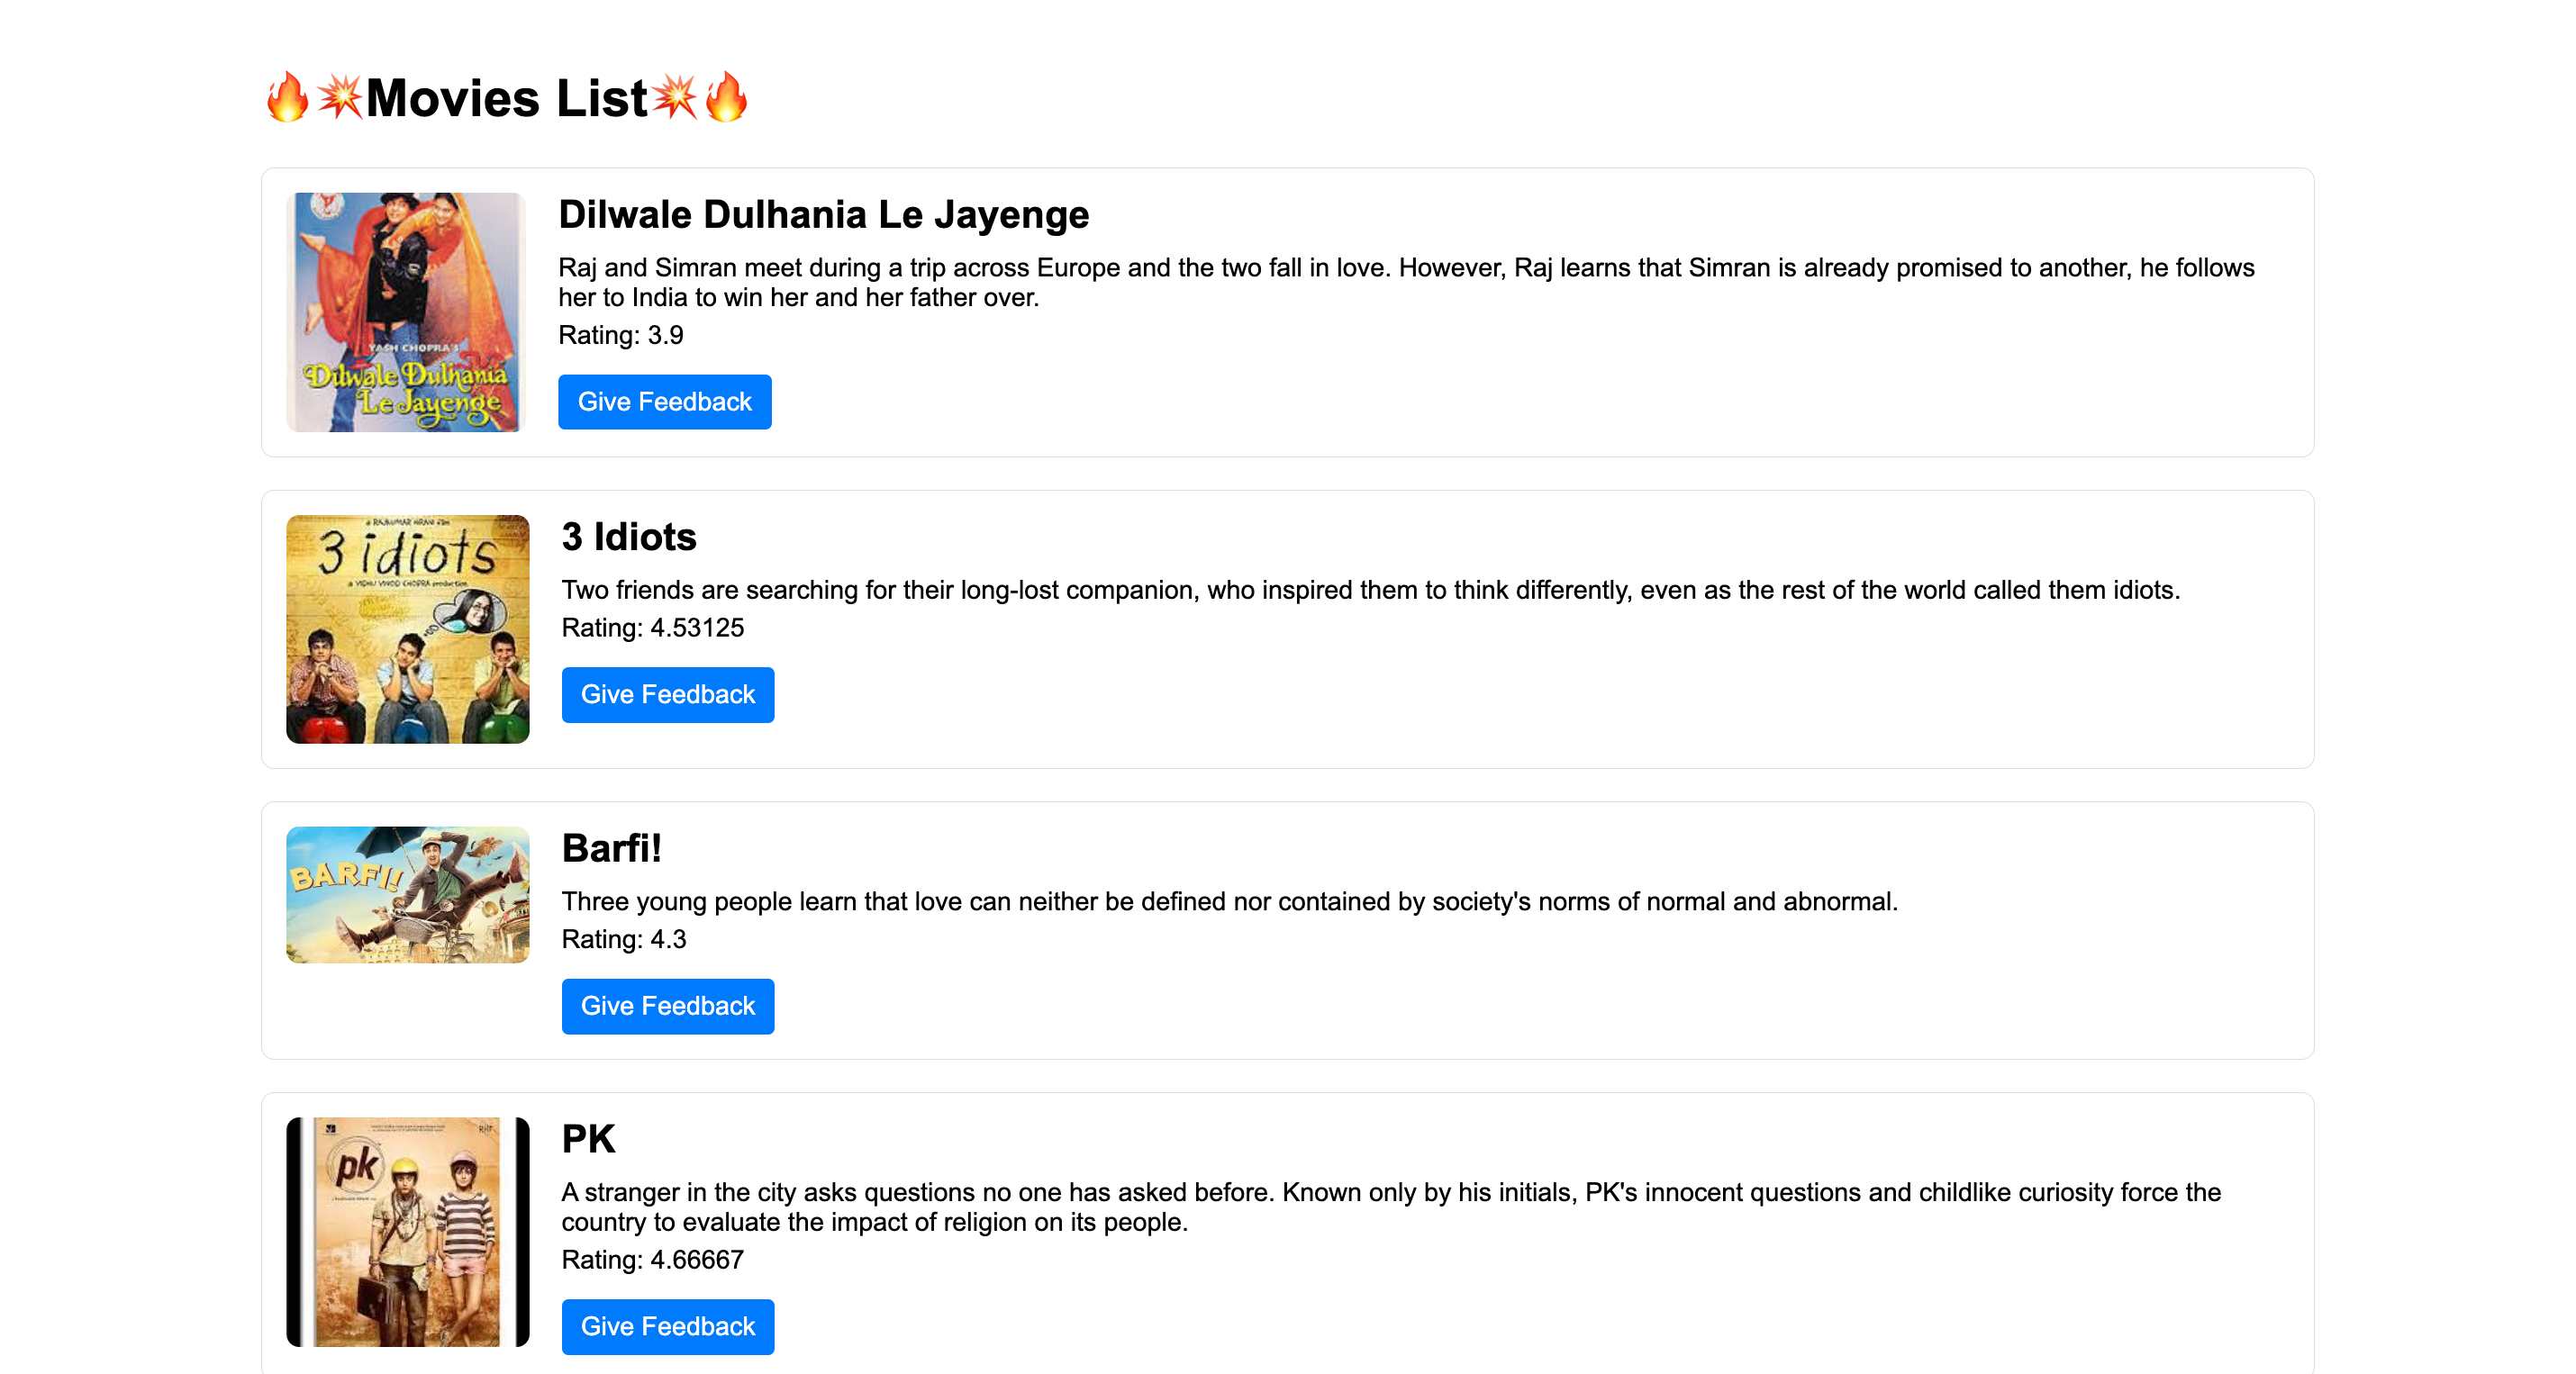 🔥💥Movies List💥🔥
YASH CHOPRA'S
Dilwale Dulhania
Le Jayenge
Dilwale Dulhania Le Jayenge
Raj and Simran meet during a trip across Europe and the two fall in love. However, Raj learns that Simran is already promised to another, he follows
her to India to win her and her father over.
Rating: 3.9
Give Feedback
a RAJKUMAR HIRANI film
3 idiots
a VIDHU VINOD CHOPRA production
3 Idiots
Two friends are searching for their long-lost companion, who inspired them to think differently, even as the rest of the world called them idiots.
Rating: 4.53125
Give Feedback
BARFI!
Barfi!
Three young people learn that love can neither be defined nor contained by society's norms of normal and abnormal.
Rating: 4.3
Give Feedback
pk
PK
A stranger in the city asks questions no one has asked before. Known only by his initials, PK's innocent questions and childlike curiosity force the
country to evaluate the impact of religion on its people.
Rating: 4.66667
Give Feedback